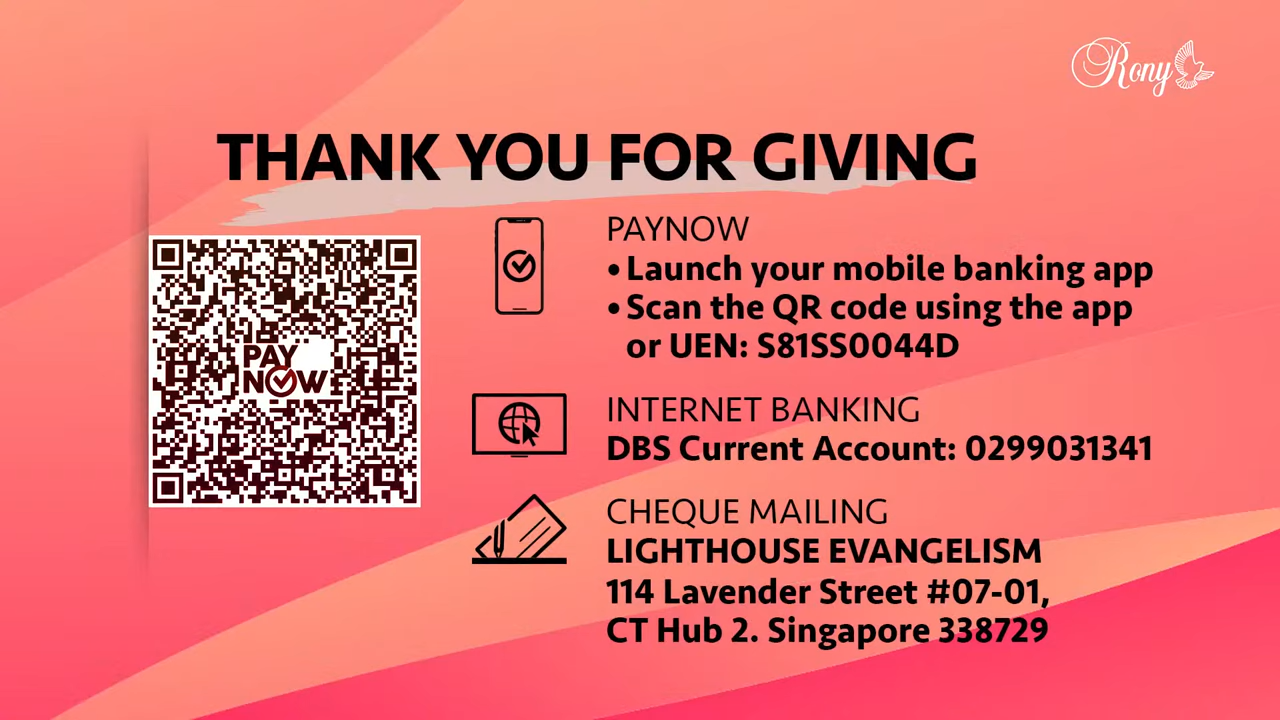 Rony
THANK YOU FOR GIVING
PAY
NOW
PAYNOW
• Launch your mobile banking app
• Scan the QR code using the app
or UEN: S81SS0044D
INTERNET BANKING
DBS Current Account: 0299031341
CHEQUE MAILING
LIGHTHOUSE EVANGELISM
114 Lavender Street #07-01,
CT Hub 2. Singapore 338729